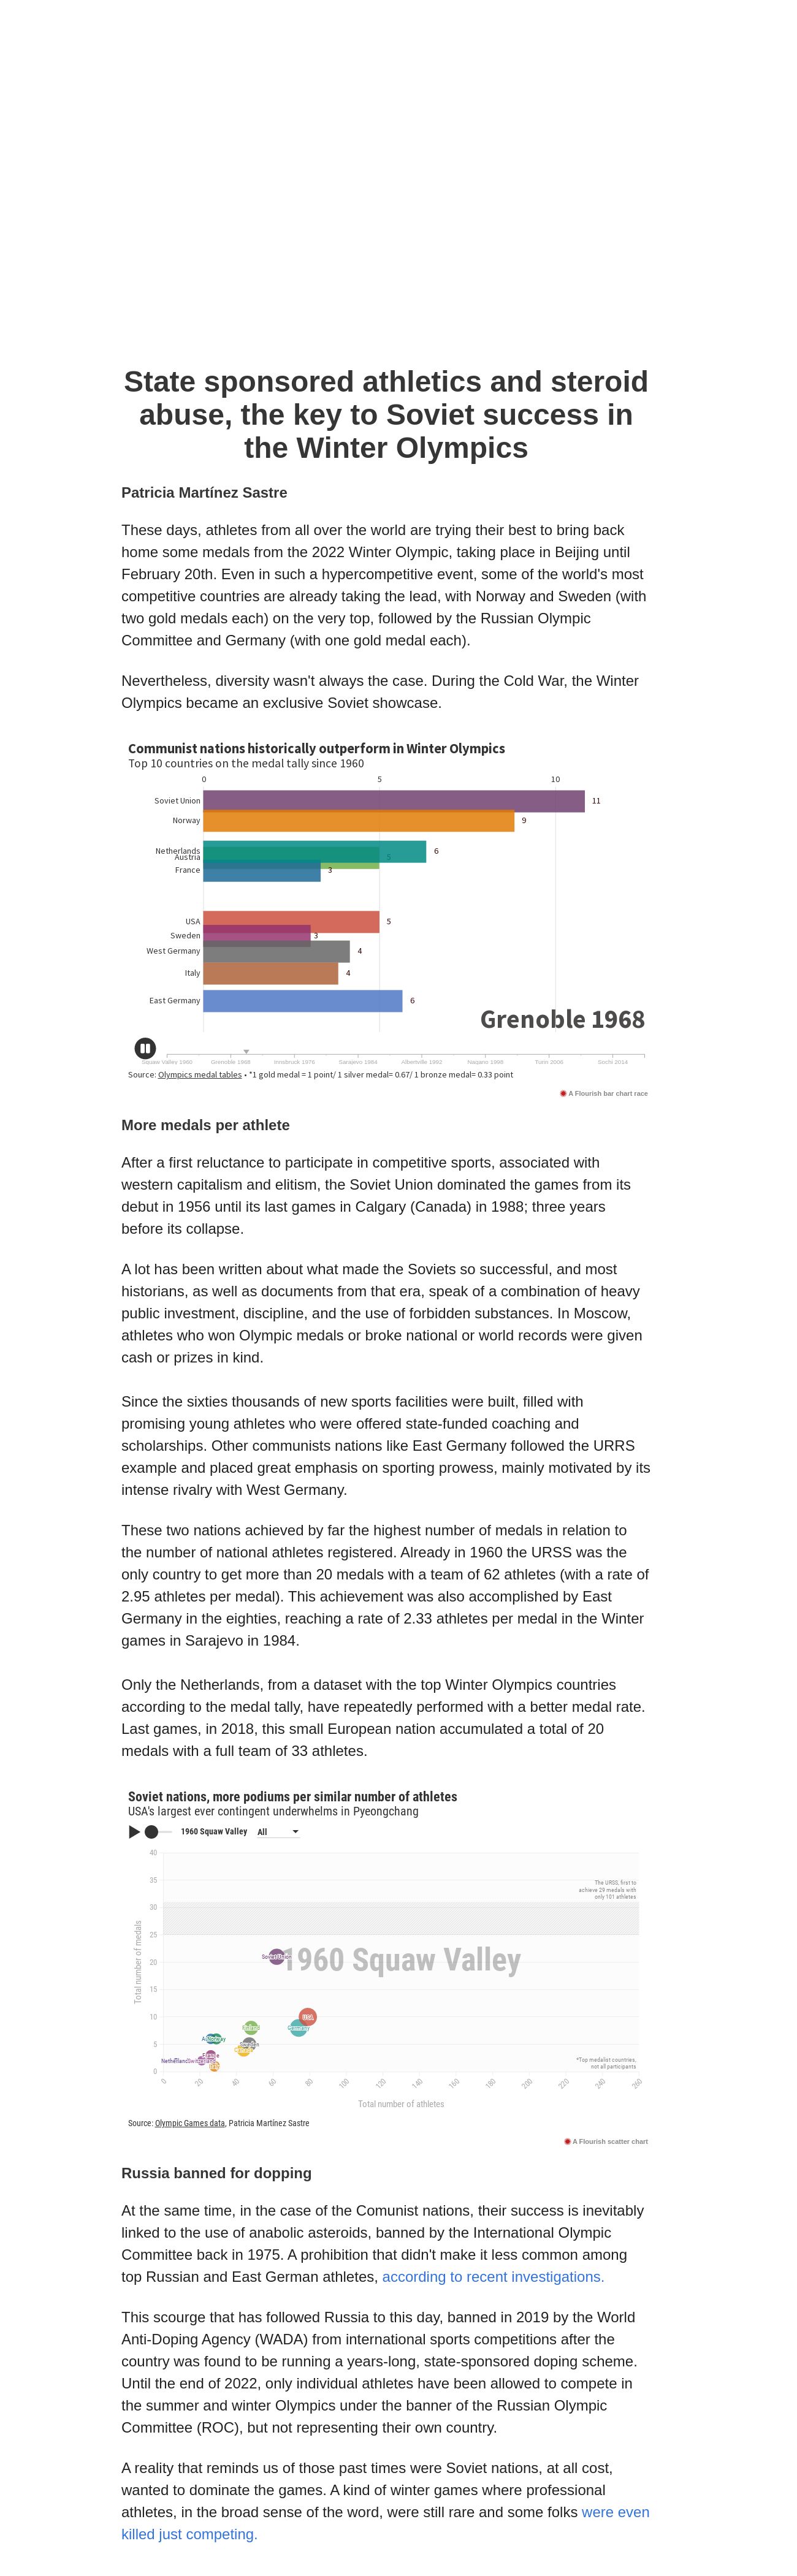 State sponsored athletics and steroid
abuse, the key to Soviet success in
the Winter Olympics
Patricia Martínez Sastre
These days, athletes from all over the world are trying their best to bring back
home some medals from the 2022 Winter Olympic, taking place in Beijing until
February 20th. Even in such a hypercompetitive event, some of the world's most
competitive countries are already taking the lead, with Norway and Sweden (with
two gold medals each) on the very top, followed by the Russian Olympic
Committee and Germany (with one gold medal each).
Nevertheless, diversity wasn't always the case. During the Cold War, the Winter
Olympics became an exclusive Soviet showcase.
Communist nations historically outperform in Winter Olympics
Top 10 countries on the medal tally since 1960
0 5 10
Soviet Union 11
Norway 9
Netherlands 6
Austria 5
France 3
USA 5
Sweden 3
West Germany 4
Italy 4
East Germany 6
Grenoble 1968
Squaw Valley 1960 Grenoble 1968 Innsbruck 1976 Sarajevo 1984 Albertville 1992 Nagano 1998 Turin 2006 Sochi 2014
Source: Olympics medal tables • *1 gold medal = 1 point/ 1 silver medal= 0.67/ 1 bronze medal= 0.33 point
A Flourish bar chart race
More medals per athlete
After a first reluctance to participate in competitive sports, associated with
western capitalism and elitism, the Soviet Union dominated the games from its
debut in 1956 until its last games in Calgary (Canada) in 1988; three years
before its collapse.
A lot has been written about what made the Soviets so successful, and most
historians, as well as documents from that era, speak of a combination of heavy
public investment, discipline, and the use of forbidden substances. In Moscow,
athletes who won Olympic medals or broke national or world records were given
cash or prizes in kind.
Since the sixties thousands of new sports facilities were built, filled with
promising young athletes who were offered state-funded coaching and
scholarships. Other communists nations like East Germany followed the URRS
example and placed great emphasis on sporting prowess, mainly motivated by its
intense rivalry with West Germany.
These two nations achieved by far the highest number of medals in relation to
the number of national athletes registered. Already in 1960 the URSS was the
only country to get more than 20 medals with a team of 62 athletes (with a rate of
2.95 athletes per medal). This achievement was also accomplished by East
Germany in the eighties, reaching a rate of 2.33 athletes per medal in the Winter
games in Sarajevo in 1984.
Only the Netherlands, from a dataset with the top Winter Olympics countries
according to the medal tally, have repeatedly performed with a better medal rate.
Last games, in 2018, this small European nation accumulated a total of 20
medals with a full team of 33 athletes.
Soviet nations, more podiums per similar number of athletes
USA's largest ever contingent underwhelms in Pyeongchang
1960 Squaw Valley All
40
35
30
25
20
15
10
5
0
Total number of medals
The URSS, first to
achieve 29 medals with
only 101 athletes
1960 Squaw Valley
Soviet Union
USA
Germany
*Top medalist countries,
not all participants
0 20 40 60 80 100 120 140 160 180 200 220 240 260
Total number of athletes
Source: Olympic Games data, Patricia Martínez Sastre
A Flourish scatter chart
Russia banned for dopping
At the same time, in the case of the Comunist nations, their success is inevitably
linked to the use of anabolic asteroids, banned by the International Olympic
Committee back in 1975. A prohibition that didn't make it less common among
top Russian and East German athletes, according to recent investigations.
This scourge that has followed Russia to this day, banned in 2019 by the World
Anti-Doping Agency (WADA) from international sports competitions after the
country was found to be running a years-long, state-sponsored doping scheme.
Until the end of 2022, only individual athletes have been allowed to compete in
the summer and winter Olympics under the banner of the Russian Olympic
Committee (ROC), but not representing their own country.
A reality that reminds us of those past times were Soviet nations, at all cost,
wanted to dominate the games. A kind of winter games where professional
athletes, in the broad sense of the word, were still rare and some folks were even
killed just competing.